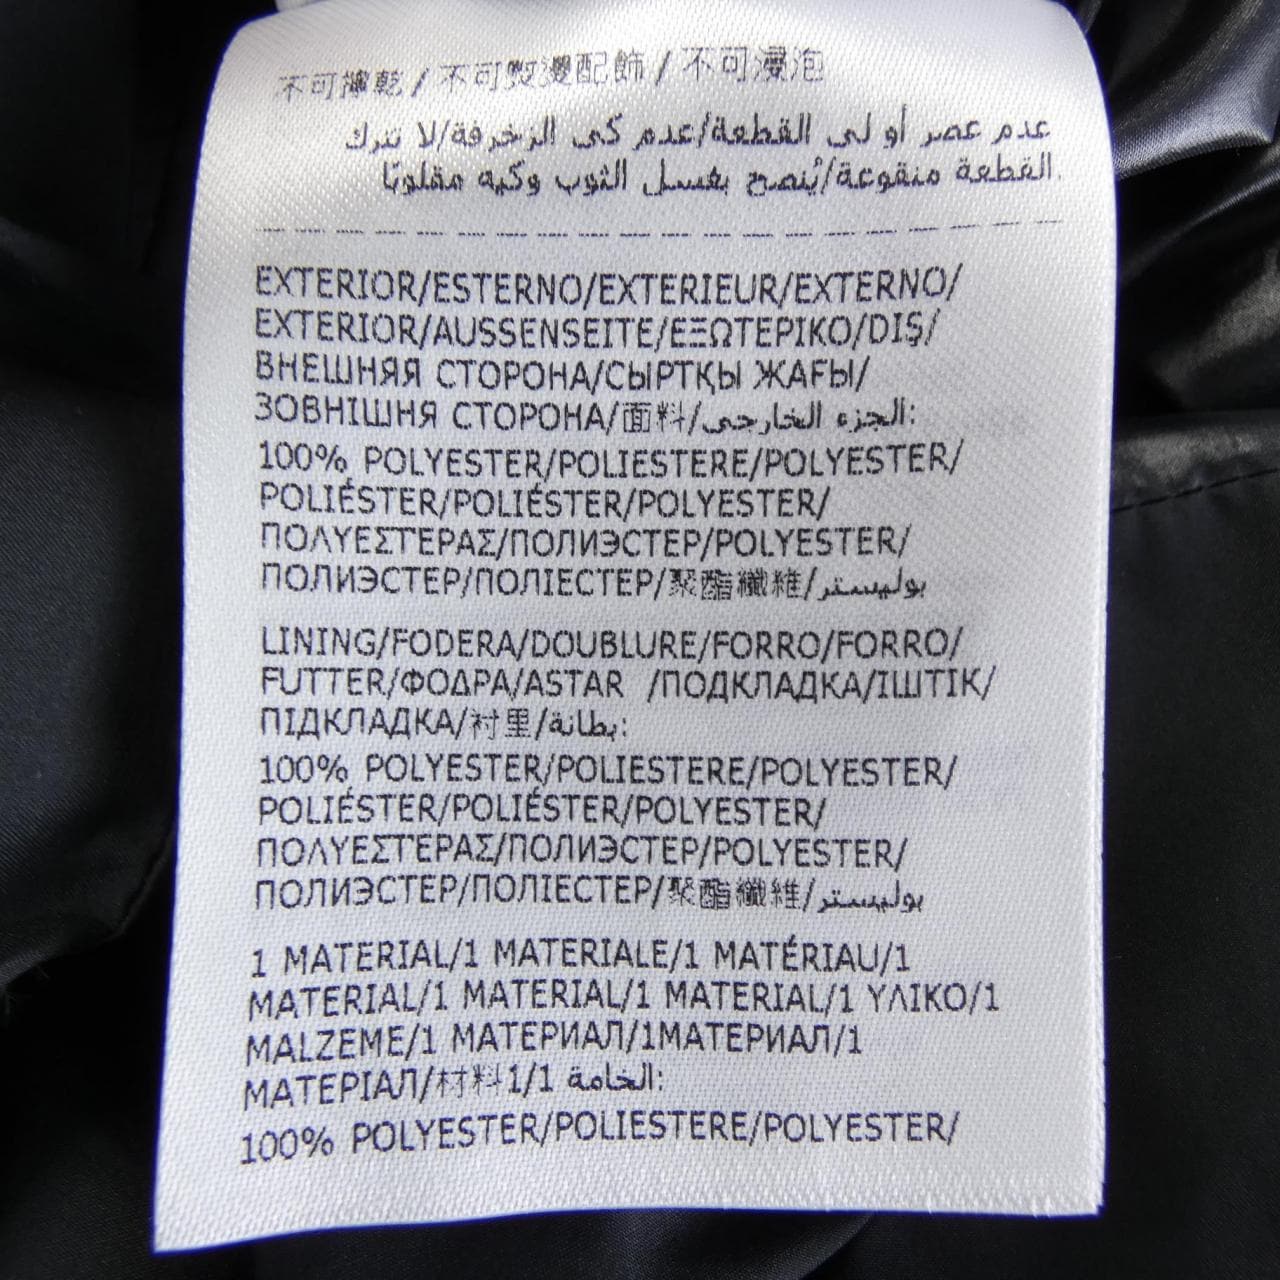 不可擰乾/不可熨燙配飾/不可浸泡
عدم عصر أو لى القطعة/عدم كى الزخرفة/لا تترك
القطعة منقوعة/يُنصح بغسل الثوب وكيه مقلوبًا.
EXTERIOR/ESTERNO/EXTERIEUR/EXTERNO/
EXTERIOR/AUSSENSEITE/ΕΞΩΤΕΡΙΚΟ/DIŞ/
ВНЕШНЯЯ СТОРОНА/СЫРТҚЫ ЖАҒЫ/
ЗОВНІШНЯ СТОРОНА/面料/الجزء الخارجى:
100% POLYESTER/POLIESTERE/POLYESTER/
POLIÉSTER/POLIÉSTER/POLYESTER/
ΠΟΛΥΕΣΤΕΡΑΣ/ПОЛИЭСТЕР/POLYESTER/
ПОЛИЭСТЕР/ПОЛІЕСТЕР/聚酯纖維/بوليستر
LINING/FODERA/DOUBLURE/FORRO/FORRO/
FUTTER/ΦΟΔΡΑ/ASTAR /ПОДКЛАДКА/ІШТІК/
ПІДКЛАДКА/衬里/بطانة:
100% POLYESTER/POLIESTERE/POLYESTER/
POLIÉSTER/POLIÉSTER/POLYESTER/
ΠΟΛΥΕΣΤΕΡΑΣ/ПОЛИЭСТЕР/POLYESTER/
ПОЛИЭСТЕР/ПОЛІЕСТЕР/聚酯纖維/بوليستر
1 MATERIAL/1 MATERIALE/1 MATÉRIAU/1
MATERIAL/1 MATERIAL/1 MATERIAL/1 ΥΛΙΚΟ/1
MALZEME/1 МАТЕРИАЛ/1МАТЕРИАЛ/1
МАТЕРІАЛ/材料1/1 الخامة:
100% POLYESTER/POLIESTERE/POLYESTER/